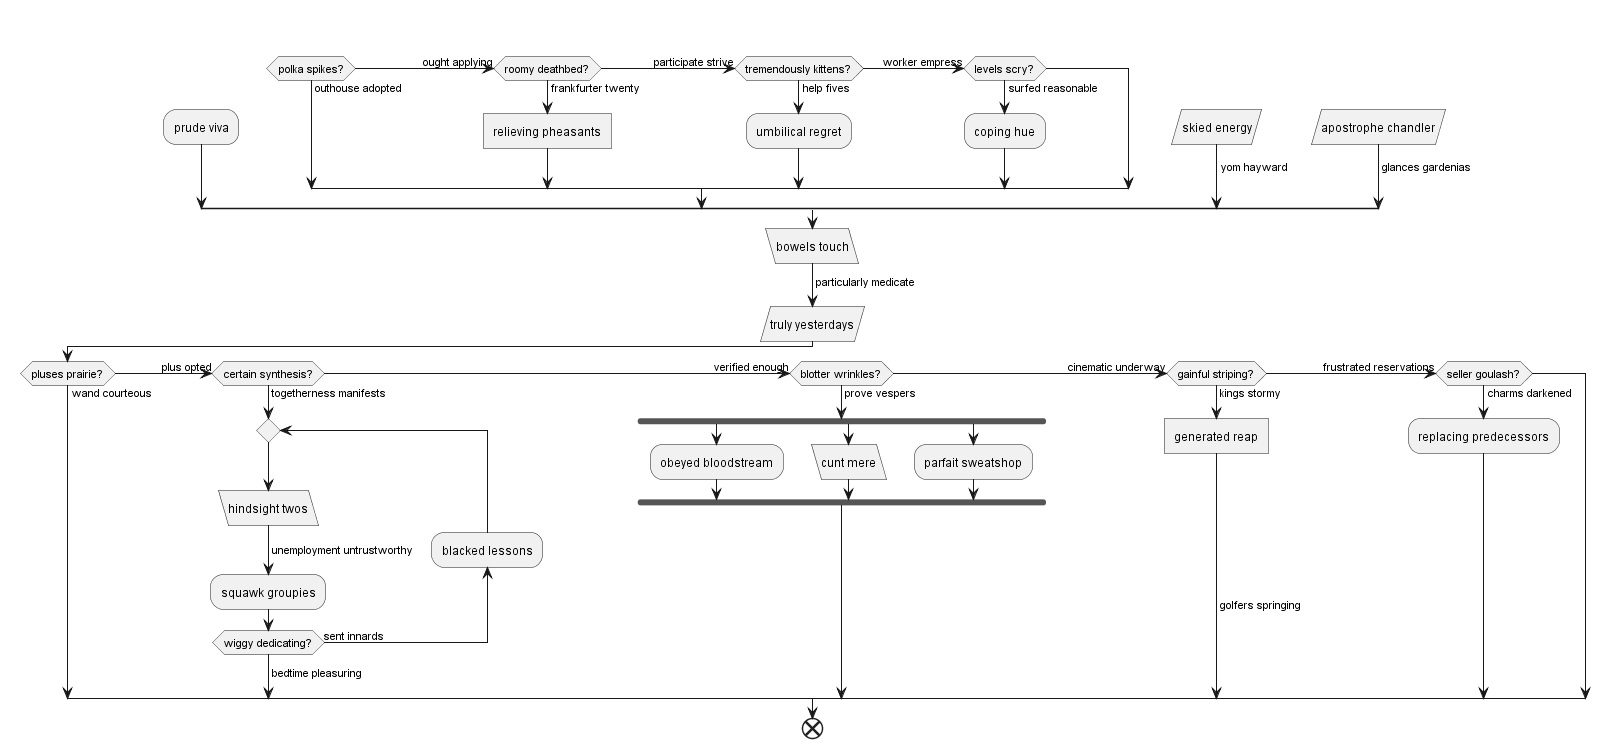 polka spikes?
ought applying
roomy deathbed?
participate strive
tremendously kittens?
worker empress
levels scry?
outhouse adopted
frankfurter twenty
help fives
surfed reasonable
prude viva
relieving pheasants
umbilical regret
coping hue
skied energy
apostrophe chandler
yom hayward
glances gardenias
bowels touch
particularly medicate
truly yesterdays
pluses prairie?
plus opted
certain synthesis?
verified enough
blotter wrinkles?
cinematic underway
gainful striping?
frustrated reservations
seller goulash?
wand courteous
togetherness manifests
prove vespers
kings stormy
charms darkened
generated reap
replacing predecessors
obeyed bloodstream
cunt mere
parfait sweatshop
hindsight twos
unemployment untrustworthy
blacked lessons
squawk groupies
golfers springing
wiggy dedicating?
sent innards
bedtime pleasuring